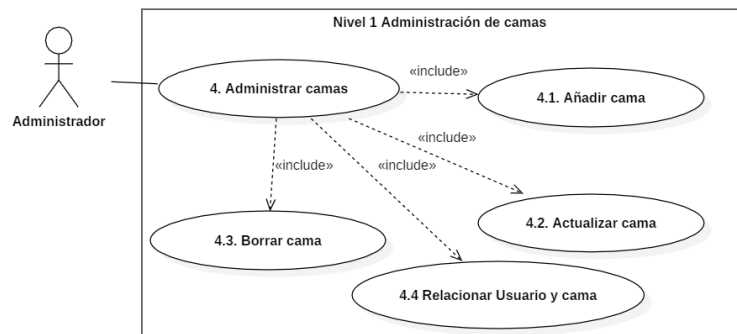 Nivel 1 Administración de camas
«include»
4. Administrar camas
4.1. Añadir cama
Administrador
«include»
«include»
«include»
4.2. Actualizar cama
4.3. Borrar cama
4.4 Relacionar Usuario y cama